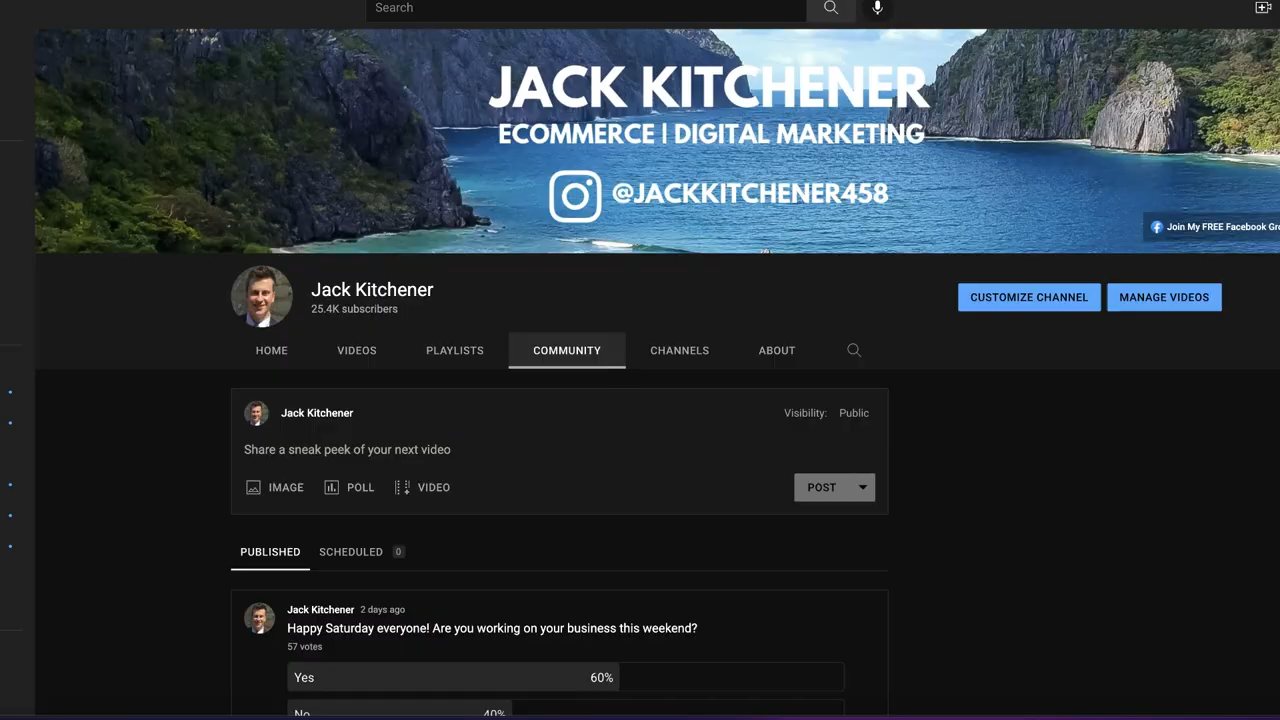 Search
JACK KITCHENER
ECOMMERCE | DIGITAL MARKETING
@JACKKITCHENER458
Join My FREE Facebook Gro
Jack Kitchener
25.4K subscribers
CUSTOMIZE CHANNEL
MANAGE VIDEOS
HOME
VIDEOS
PLAYLISTS
COMMUNITY
CHANNELS
ABOUT
Jack Kitchener
Visibility: Public
Share a sneak peek of your next video
IMAGE
POLL
VIDEO
POST
PUBLISHED
SCHEDULED 0
Jack Kitchener 2 days ago
Happy Saturday everyone! Are you working on your business this weekend?
57 votes
Yes 60%
No 40%